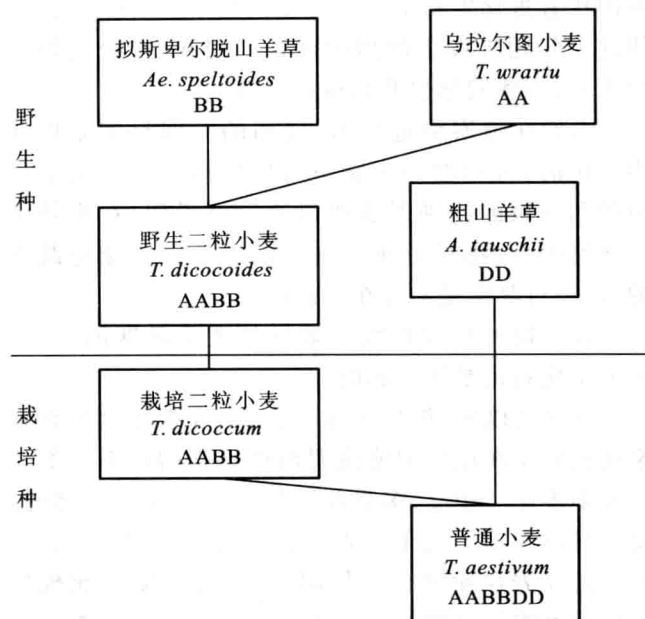 拟斯卑尔脱山羊草
Ae. speltoides
BB
乌拉尔图小麦
T. wrartu
AA
野生种
野生二粒小麦
T. dicocoides
AABB
粗山羊草
A. tauschii
DD
栽培种
栽培二粒小麦
T. dicoccum
AABB
普通小麦
T. aestivum
AABBDD